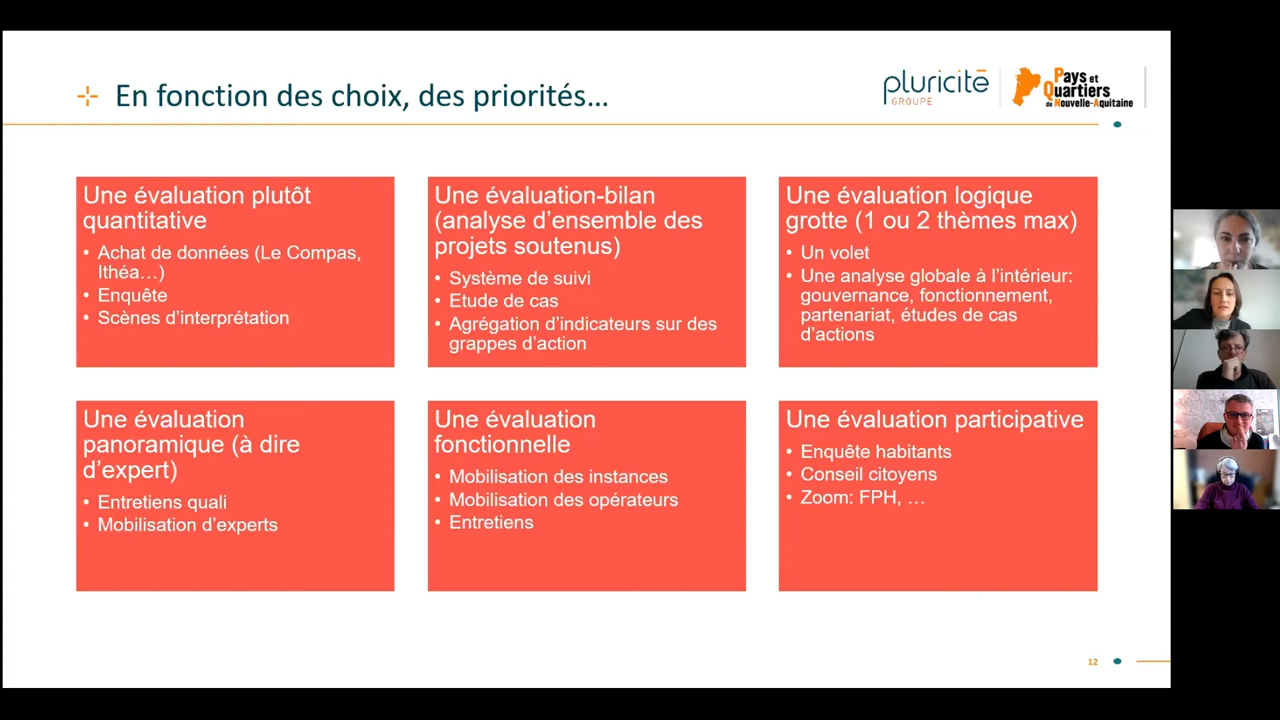 En fonction des choix, des priorités...
pluricité
GROUPE
Pays et
Quartiers
de Nouvelle-Aquitaine
Une évaluation plutôt
quantitative
• Achat de données (Le Compas,
Ithéa…)
• Enquête
• Scènes d’interprétation
Une évaluation-bilan
(analyse d’ensemble des
projets soutenus)
• Système de suivi
• Etude de cas
• Agrégation d’indicateurs sur des
grappes d’action
Une évaluation logique
grotte (1 ou 2 thèmes max)
• Un volet
• Une analyse globale à l’intérieur:
gouvernance, fonctionnement,
partenariat, études de cas
d’actions
Une évaluation
panoramique (à dire
d’expert)
• Entretiens quali
• Mobilisation d’experts
Une évaluation
fonctionnelle
• Mobilisation des instances
• Mobilisation des opérateurs
• Entretiens
Une évaluation participative
• Enquête habitants
• Conseil citoyens
• Zoom: FPH, …
12